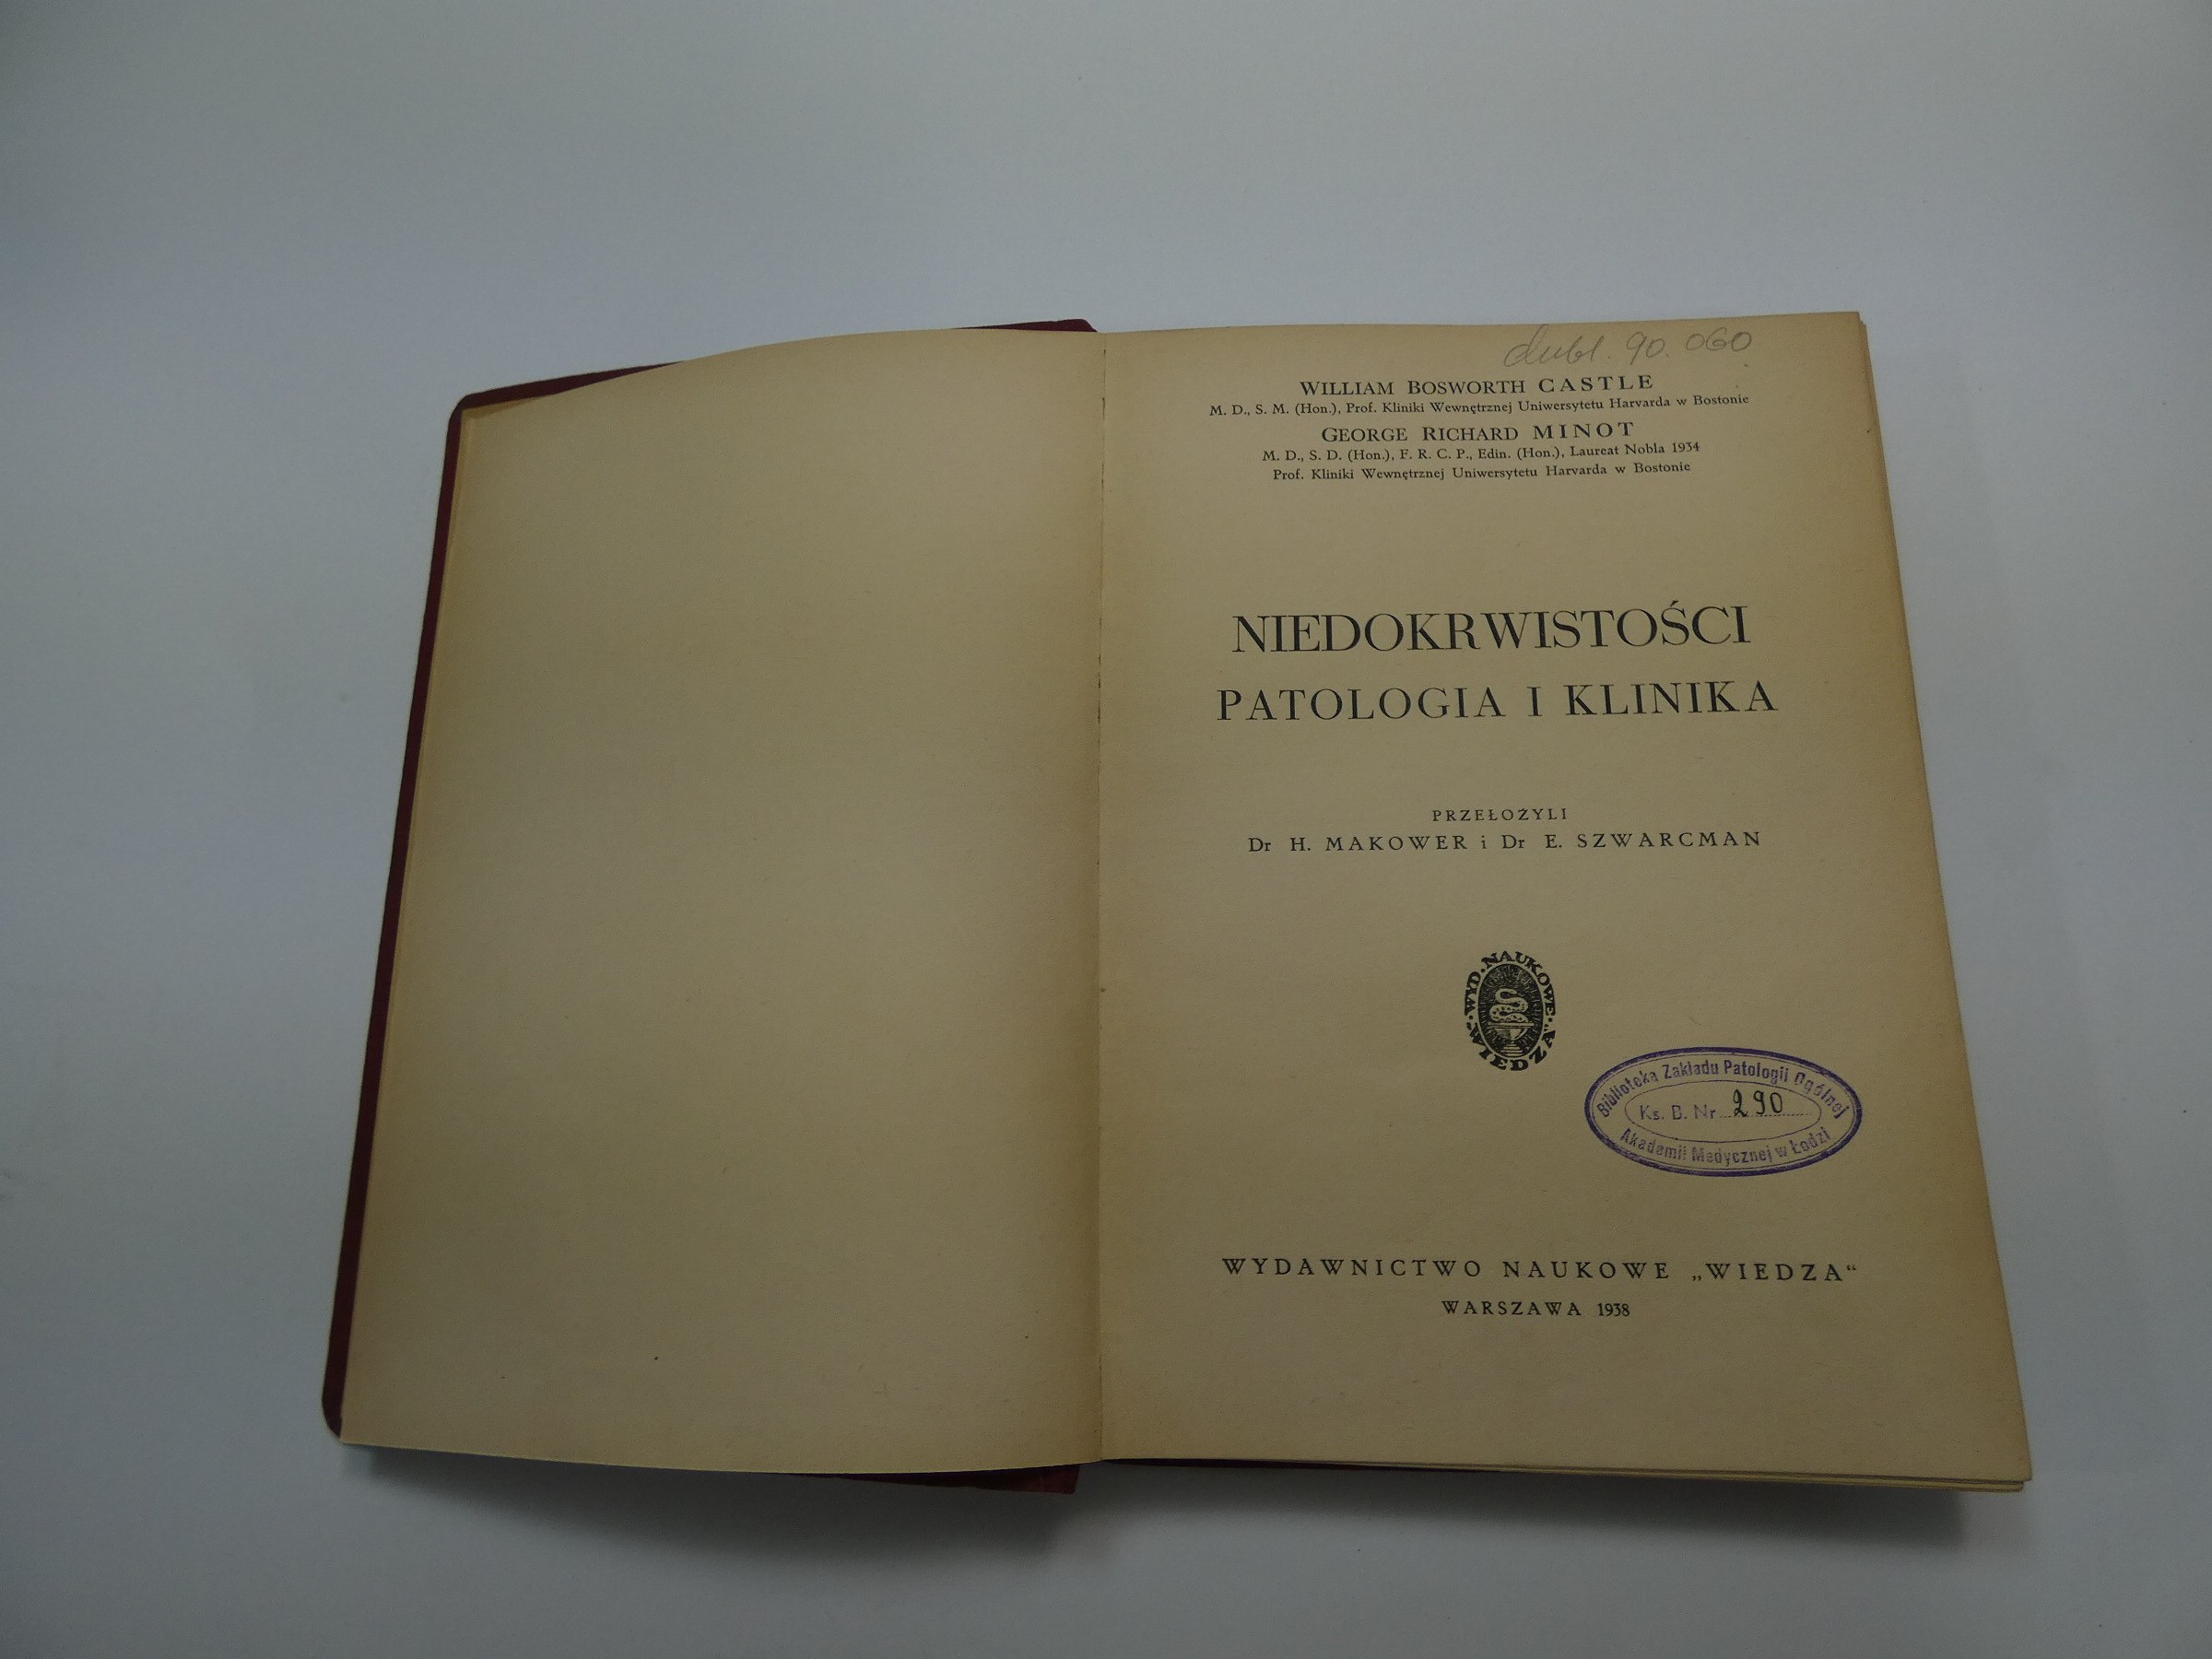 dubl. 90.060
WILLIAM BOSWORTH CASTLE
M. D., S. M. (Hon.), Prof. Kliniki Wewnętrznej Uniwersytetu Harvarda w Bostonie
GEORGE RICHARD MINOT
M. D., S. D. (Hon.), F. R. C. P., Edin. (Hon.), Laureat Nobla 1934
Prof. Kliniki Wewnętrznej Uniwersytetu Harvarda w Bostonie
NIEDOKRWISTOŚCI
PATOLOGIA I KLINIKA
PRZEŁOŻYLI
Dr H. MAKOWER i Dr E. SZWARCMAN
WYD. NAUKOWE „WIEDZA
Biblioteka Zakładu Patologii Ogólnej
Ks. B. Nr 290
Akademii Medycznej w Łodzi
WYDAWNICTWO NAUKOWE „WIEDZA“
WARSZAWA 1938